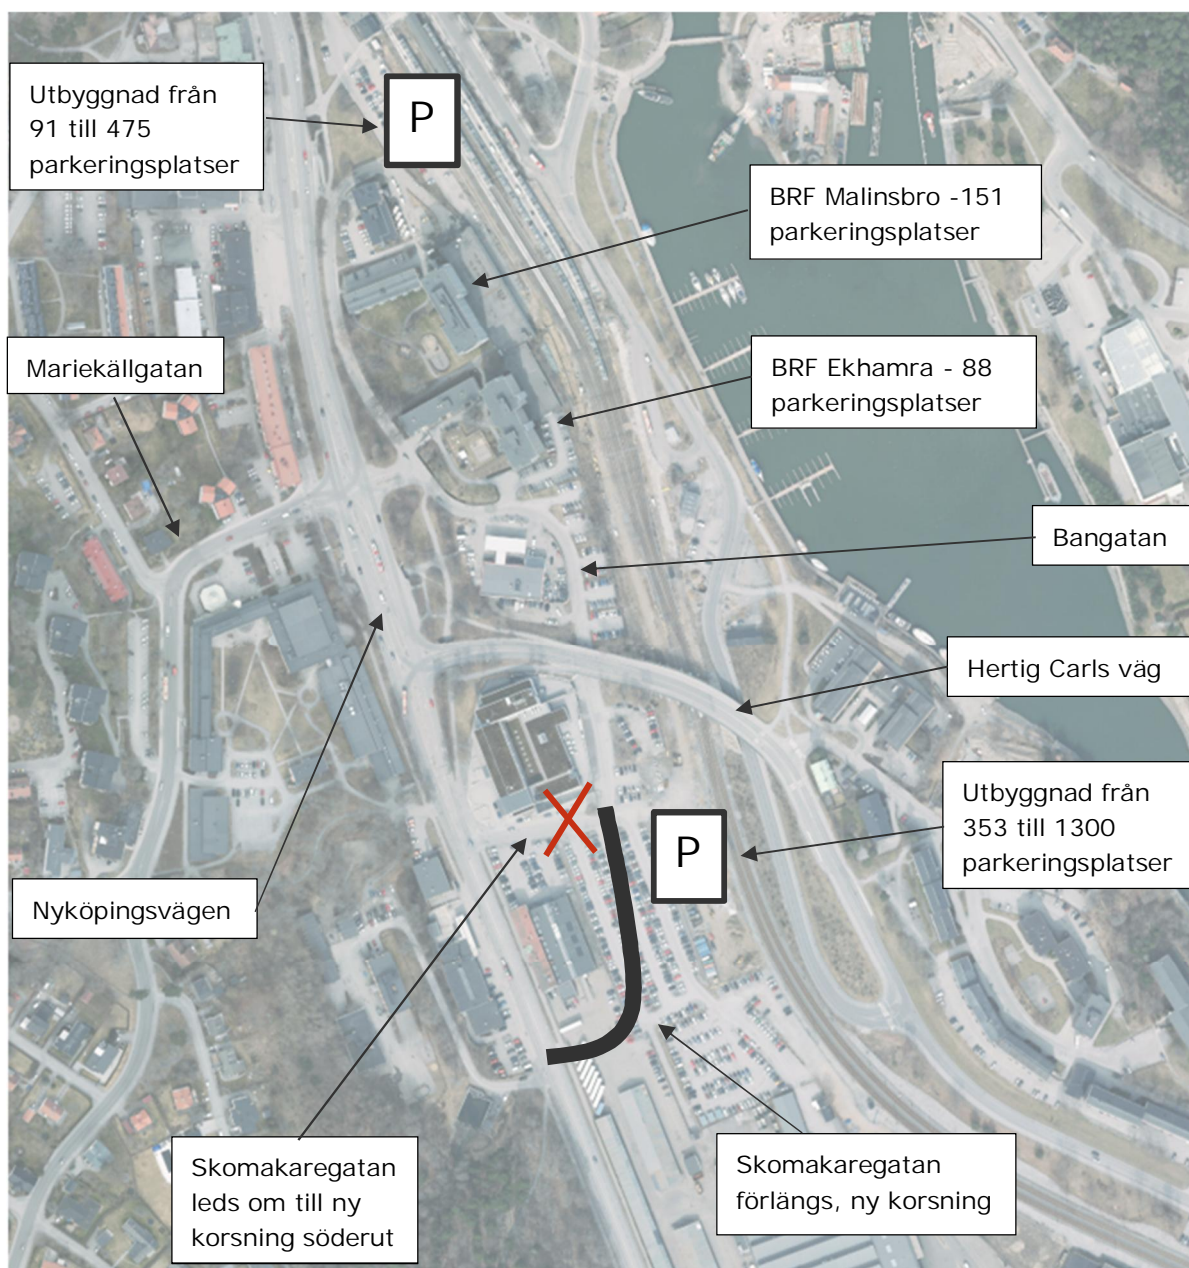 Utbyggnad från
91 till 475
parkeringsplatser
P
BRF Malinsbro -151
parkeringsplatser
Mariekällgatan
BRF Ekhamra - 88
parkeringsplatser
Bangatan
Hertig Carls väg
Utbyggnad från
353 till 1300
parkeringsplatser
P
Nyköpingsvägen
Skomakaregatan
leds om till ny
korsning söderut
Skomakaregatan
förlängs, ny korsning